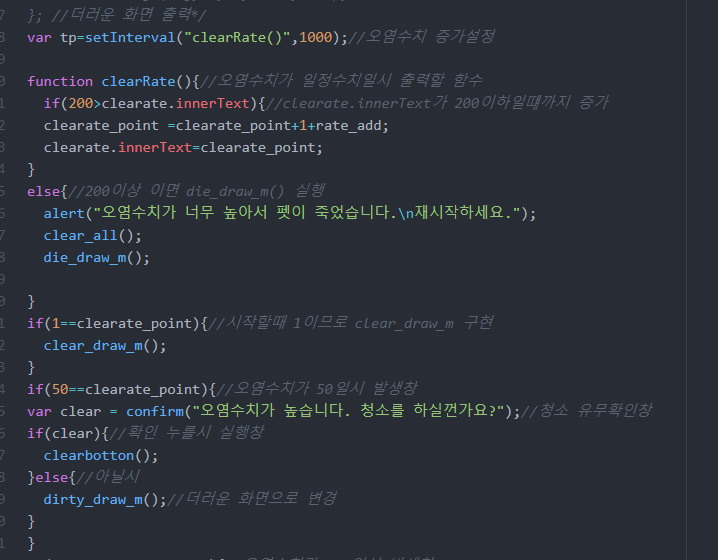 }; //더러운 화면 출력*/
var tp=setInterval("clearRate()",1000);//오염수치 증가설정
function clearRate(){//오염수치가 일정수치일시 출력할 함수
if(200>clearate.innerText){//clearate.innerText가 200이하일때까지 증가
clearate_point =clearate_point+1+rate_add;
clearate.innerText=clearate_point;
}
else{//200이상 이면 die_draw_m() 실행
alert("오염수치가 너무 높아서 펫이 죽었습니다.\n재시작하세요.");
clear_all();
die_draw_m();
}
if(1==clearate_point){//시작할때 1이므로 clear_draw_m 구현
clear_draw_m();
}
if(50==clearate_point){//오염수치가 50일시 발생창
var clear = confirm("오염수치가 높습니다. 청소를 하실껀가요?");//청소 유무확인창
if(clear){//확인 누를시 실행창
clearbotton();
}else{//아닐시
dirty_draw_m();//더러운 화면으로 변경
}
}